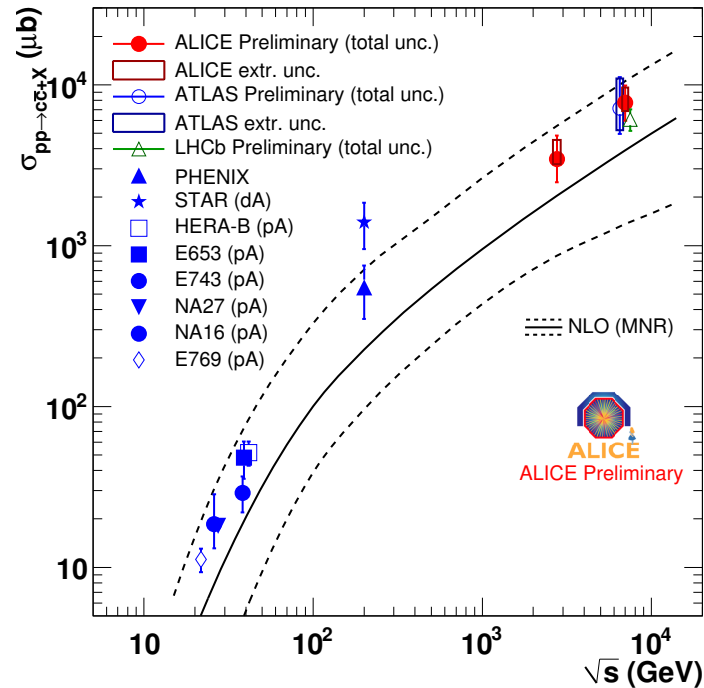 σpp→cc̅+X (μb)
ALICE Preliminary (total unc.)
ALICE extr. unc.
ATLAS Preliminary (total unc.)
ATLAS extr. unc.
LHCb Preliminary (total unc.)
PHENIX
STAR (dA)
HERA-B (pA)
E653 (pA)
E743 (pA)
NA27 (pA)
NA16 (pA)
E769 (pA)
NLO (MNR)
ALICE
ALICE Preliminary
10⁴
10³
10²
10
10 10² 10³ 10⁴
√s (GeV)